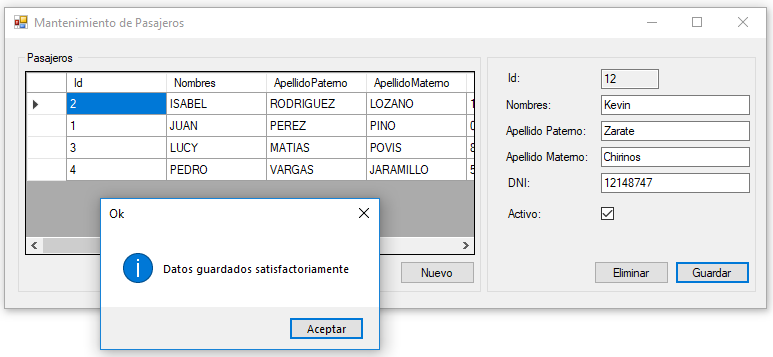 Mantenimiento de Pasajeros
Pasajeros
Id Nombres ApellidoPaterno ApellidoMaterno
2 ISABEL RODRIGUEZ LOZANO 1
1 JUAN PEREZ PINO 0
3 LUCY MATIAS POVIS 8
4 PEDRO VARGAS JARAMILLO 5
Nuevo
Id: 12
Nombres: Kevin
Apellido Paterno: Zarate
Apellido Materno: Chirinos
DNI: 12148747
Activo:
Eliminar Guardar
Ok
Datos guardados satisfactoriamente
Aceptar